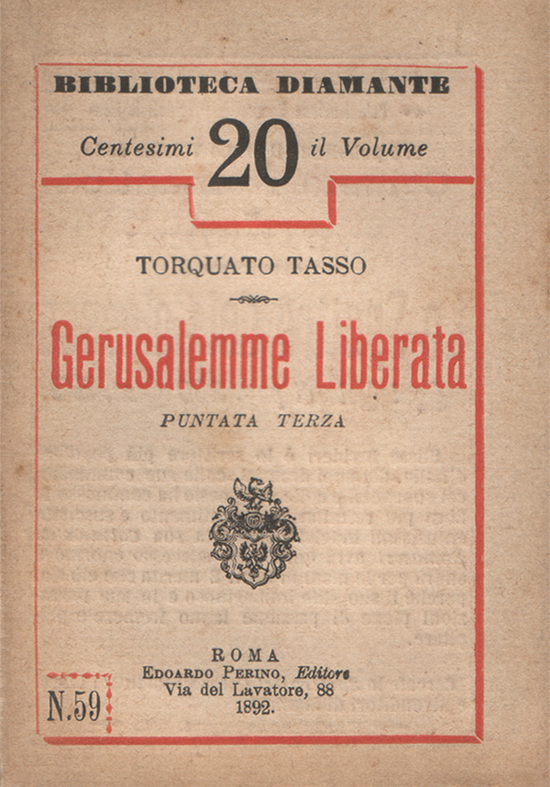 BIBLIOTECA DIAMANTE
Centesimi 20 il Volume
TORQUATO TASSO
Gerusalemme Liberata
PUNTATA TERZA
ROMA
EDOARDO PERINO, Editore
Via del Lavatore, 88
1892.
N.59